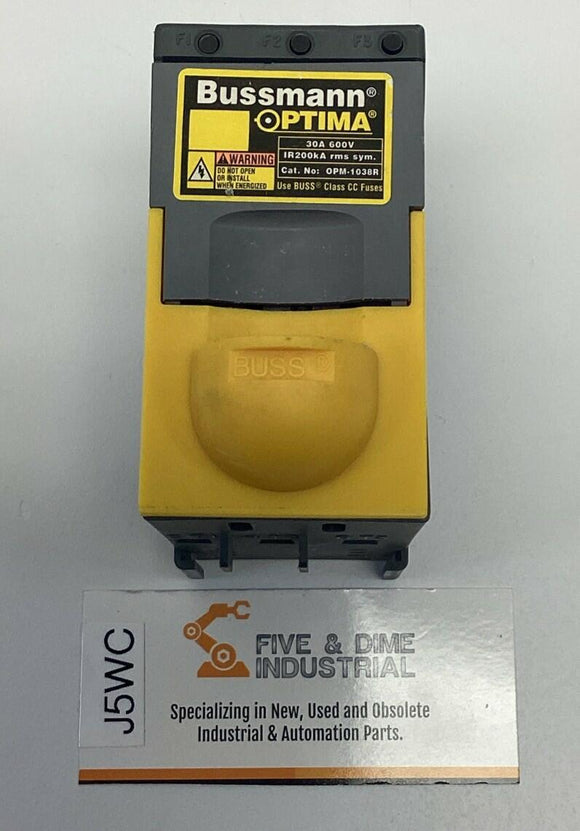 F1 F2 F3
Bussmann®
OPTIMA®
30A 600V
IR200kA rms sym.
Cat. No: OPM-1038R
WARNING
DO NOT OPEN
OR INSTALL
WHEN ENERGIZED
Use BUSS® Class CC Fuses
BUSS ®
J5WC
FIVE & DIME
INDUSTRIAL
Specializing in New, Used and Obsolete
Industrial & Automation Parts.